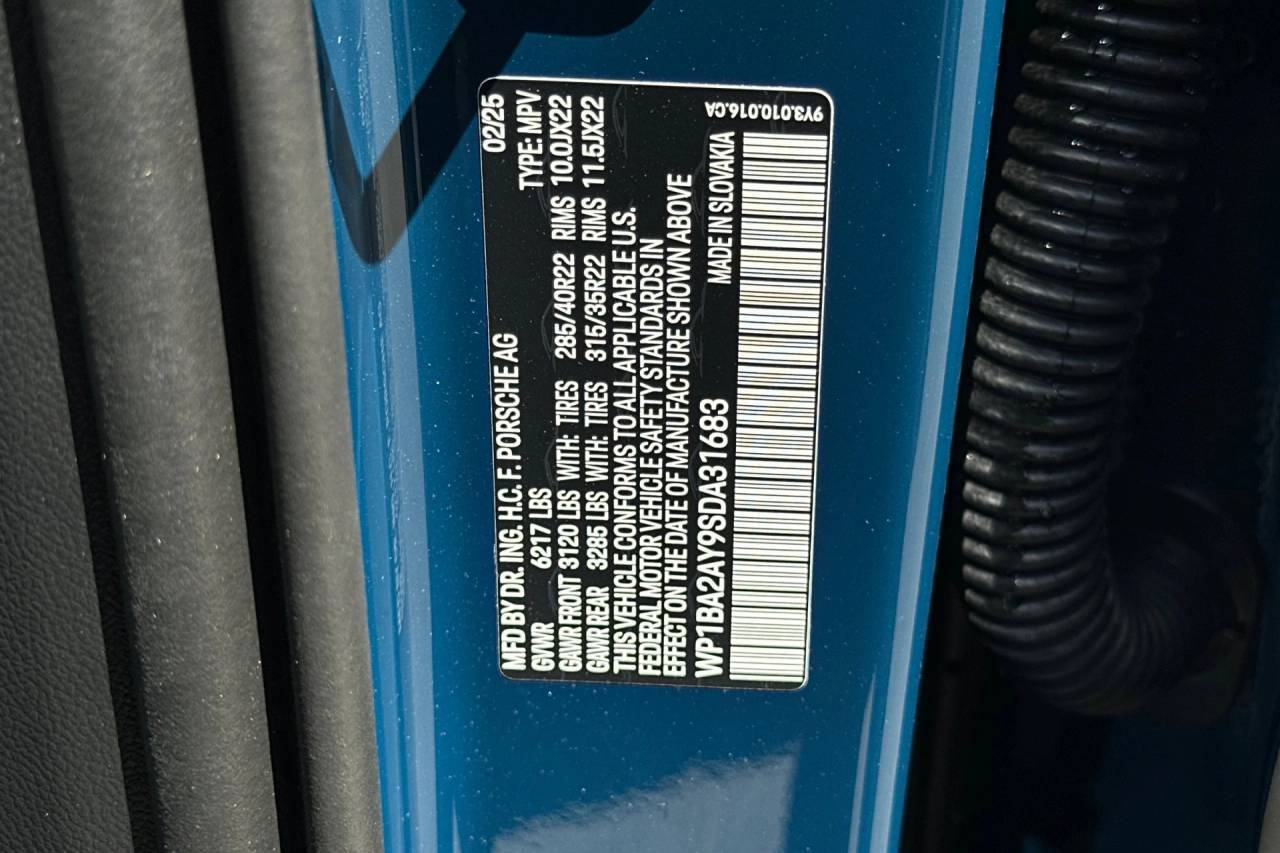 MFD BY DR. ING. H.C. F. PORSCHE AG 02/25
GVWR 6217 LBS TYPE: MPV
GAWR FRONT 3120 LBS WITH: TIRES 285/40R22 RIMS 10.0JX22
GAWR REAR 3285 LBS WITH: TIRES 315/35R22 RIMS 11.5JX22
THIS VEHICLE CONFORMS TO ALL APPLICABLE U.S.
FEDERAL MOTOR VEHICLE SAFETY STANDARDS IN
EFFECT ON THE DATE OF MANUFACTURE SHOWN ABOVE
WP1BA2AY9SDA31683 MADE IN SLOVAKIA
9Y3.010.016.CA